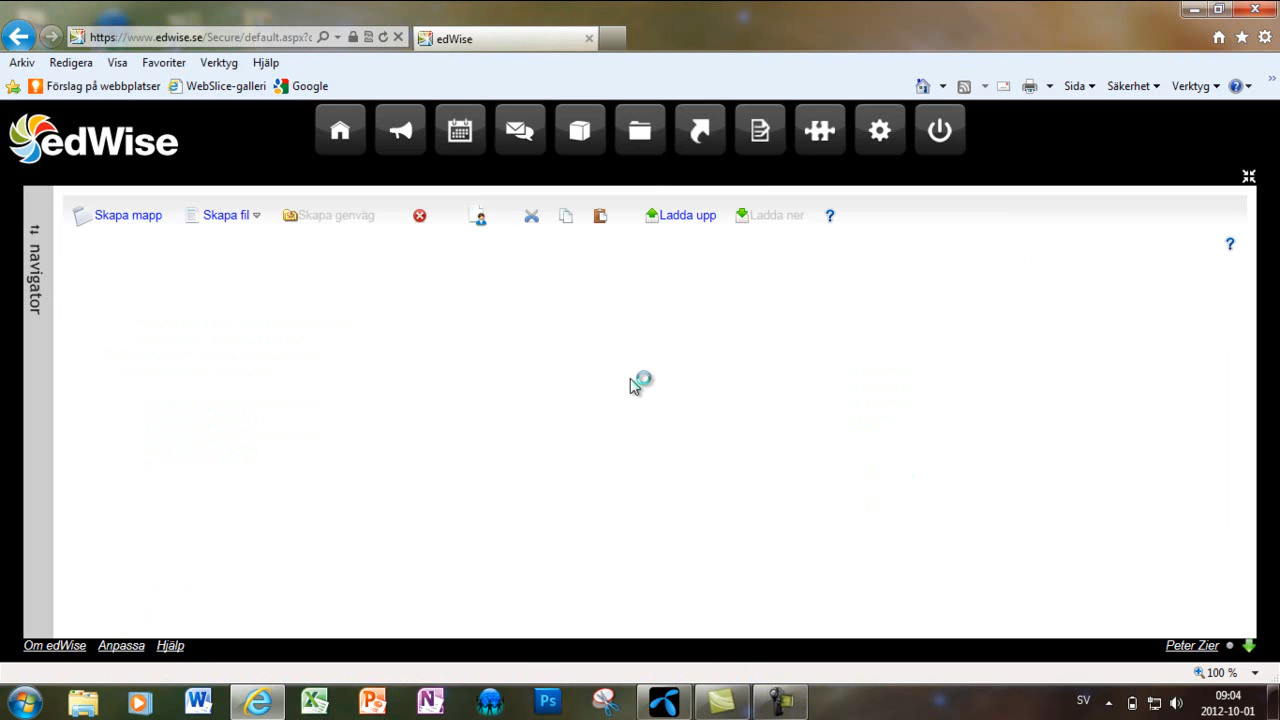 https://www.edwise.se/Secure/default.aspx?c
edWise
Arkiv Redigera Visa Favoriter Verktyg Hjälp
Förslag på webbplatser WebSlice-galleri Google
Sida Säkerhet Verktyg
edWise
Skapa mapp Skapa fil Skapa genväg Ladda upp Ladda ner ?
?
navigator
Om edWise Anpassa Hjälp Peter Zier
100 %
SV
09:04
2012-10-01